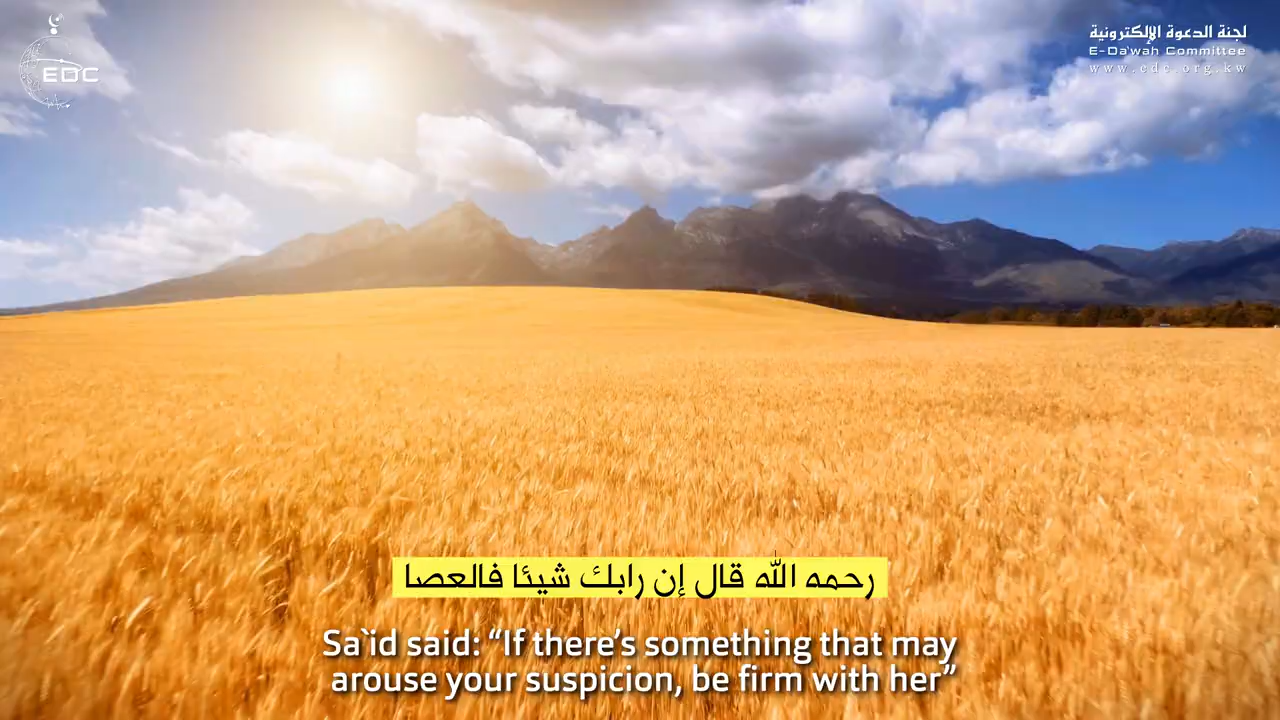 EDC
لجنة الدعوة الإلكترونية
E-Da'wah Committee
www.edc.org.kw
رحمه الله قال إن رابك شيئا فالعصا
Sa`id said: “If there’s something that may
arouse your suspicion, be firm with her”